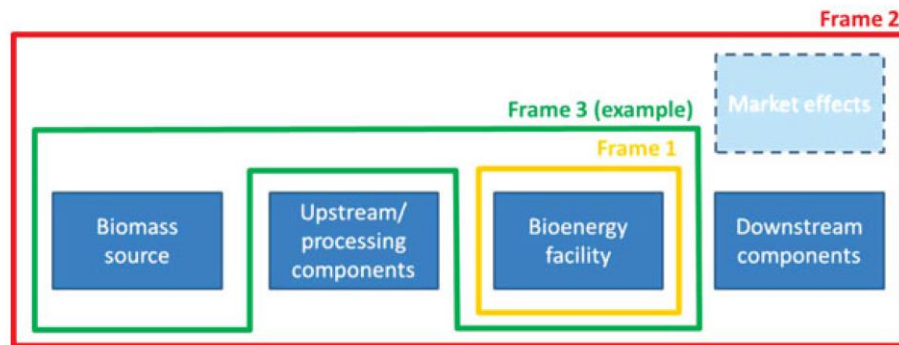 Frame 2
Market effects
Frame 3 (example)
Frame 1
Biomass
source
Upstream/
processing
components
Bioenergy
facility
Downstream
components